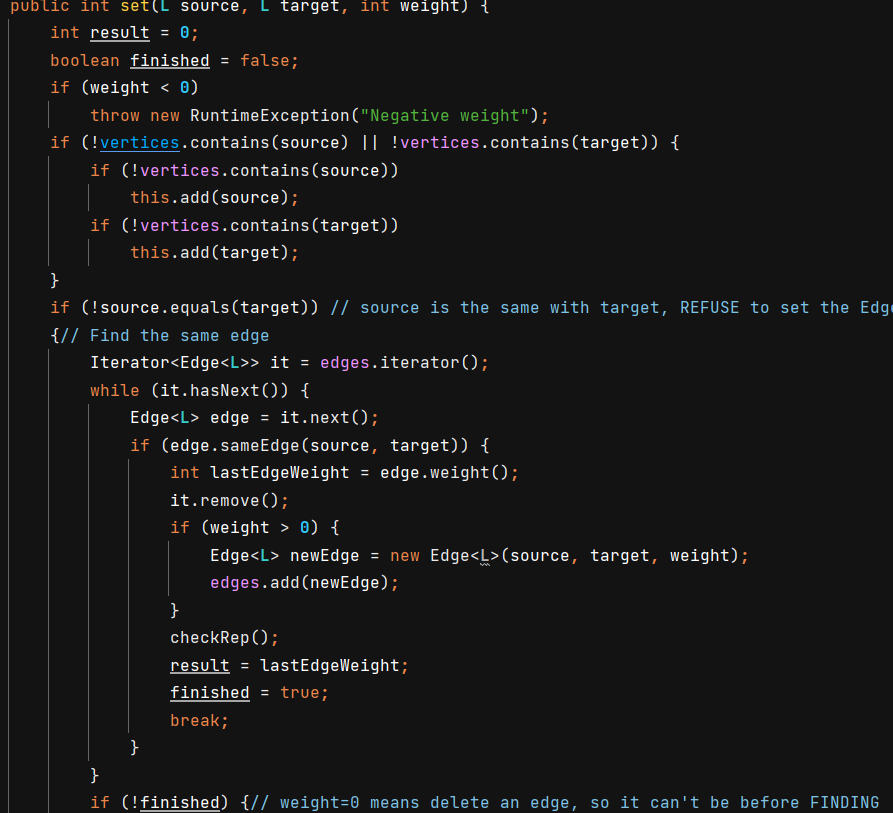 public int set(L source, L target, int weight) {
int result = 0;
boolean finished = false;
if (weight < 0)
throw new RuntimeException("Negative weight");
if (!vertices.contains(source) || !vertices.contains(target)) {
if (!vertices.contains(source))
this.add(source);
if (!vertices.contains(target))
this.add(target);
}
if (!source.equals(target)) // source is the same with target, REFUSE to set the Edge
{// Find the same edge
Iterator<Edge<L>> it = edges.iterator();
while (it.hasNext()) {
Edge<L> edge = it.next();
if (edge.sameEdge(source, target)) {
int lastEdgeWeight = edge.weight();
it.remove();
if (weight > 0) {
Edge<L> newEdge = new Edge<L>(source, target, weight);
edges.add(newEdge);
}
checkRep();
result = lastEdgeWeight;
finished = true;
break;
}
}
if (!finished) {// weight=0 means delete an edge, so it can't be before FINDING